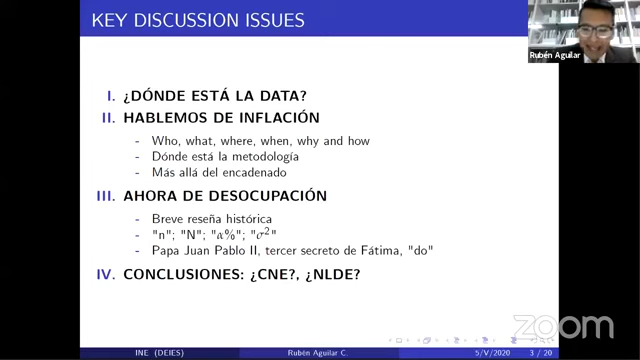 KEY DISCUSSION ISSUES
Rubén Aguilar
I. ¿DÓNDE ESTÁ LA DATA?
II. HABLEMOS DE INFLACIÓN
- Who, what, where, when, why and how
- Dónde está la metodología
- Más allá del encadenado
III. AHORA DE DESOCUPACIÓN
- Breve reseña histórica
- "n"; "N"; "α%"; "σ²"
- Papa Juan Pablo II, tercer secreto de Fátima, "do"
IV. CONCLUSIONES: ¿CNE?, ¿NLDE?
zoom
INE (DEIES) Rubén Aguilar C. 5/V/2020 3 / 20